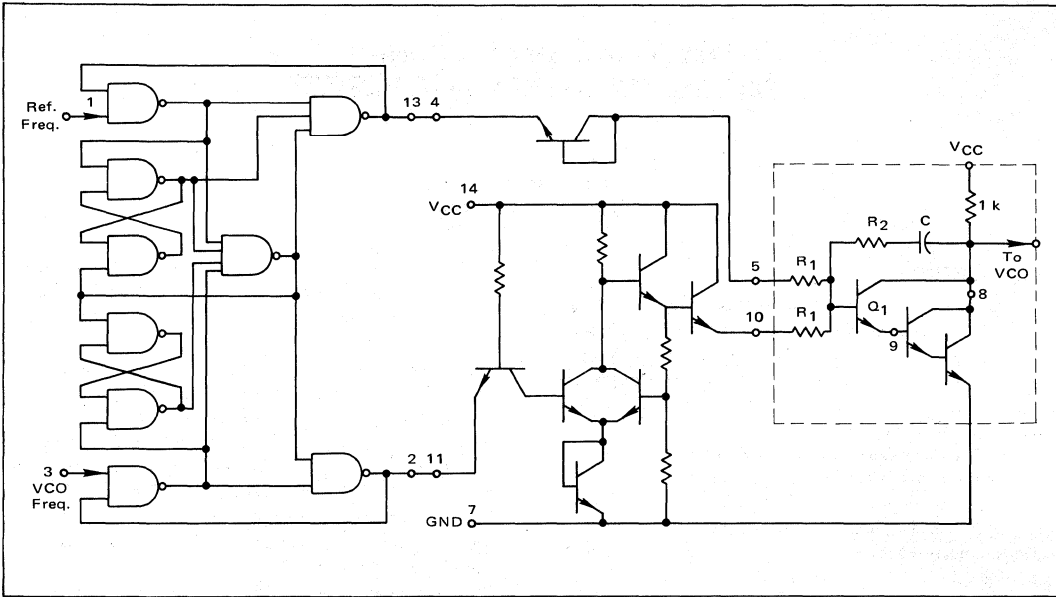 Ref.
Freq.
1
13 4
14
VCC
VCC
1 k
R2
C
To
VCO
5
R1
10
R1
Q1
8
9
3
VCO
Freq.
2 11
7
GND